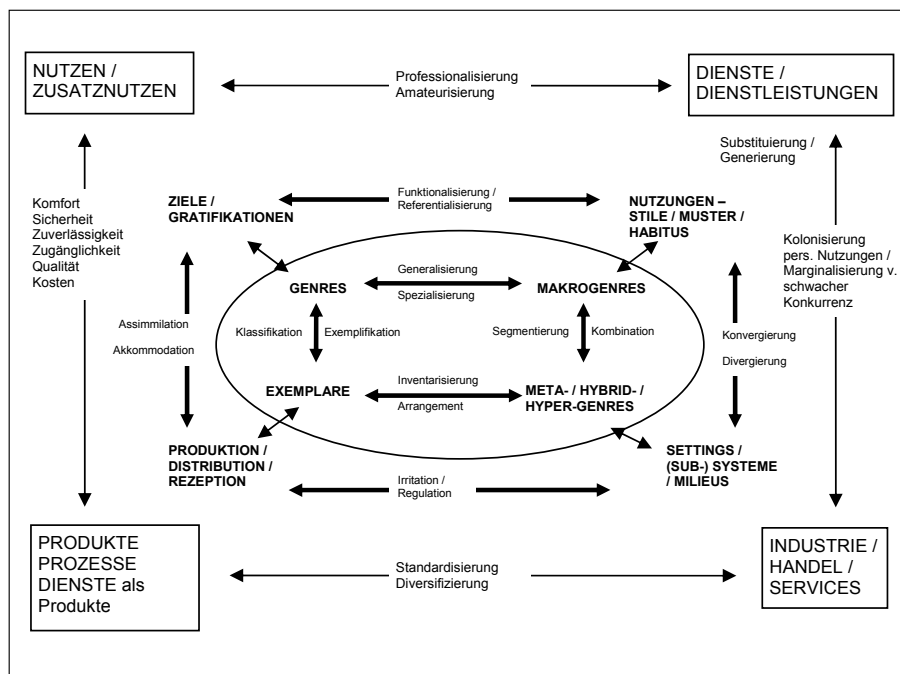 NUTZEN /
ZUSATZNUTZEN
Professionalisierung
Amateurisierung
DIENSTE /
DIENSTLEISTUNGEN
Substituierung /
Generierung
Komfort
Sicherheit
Zuverlässigkeit
Zugänglichkeit
Qualität
Kosten
ZIELE /
GRATIFIKATIONEN
Funktionalisierung /
Referentialisierung
NUTZUNGEN –
STILE / MUSTER /
HABITUS
Kolonisierung
pers. Nutzungen /
Marginalisierung v.
schwacher
Konkurrenz
GENRES
Generalisierung
Spezialisierung
MAKROGENRES
Assimmilation
Akkommodation
Klassifikation
Exemplifikation
Segmentierung
Kombination
Konvergierung
Divergierung
EXEMPLARE
Inventarisierung
Arrangement
META- / HYBRID- /
HYPER-GENRES
PRODUKTION /
DISTRIBUTION /
REZEPTION
Irritation /
Regulation
SETTINGS /
(SUB-) SYSTEME
/ MILIEUS
PRODUKTE
PROZESSE
DIENSTE als
Produkte
Standardisierung
Diversifizierung
INDUSTRIE /
HANDEL /
SERVICES